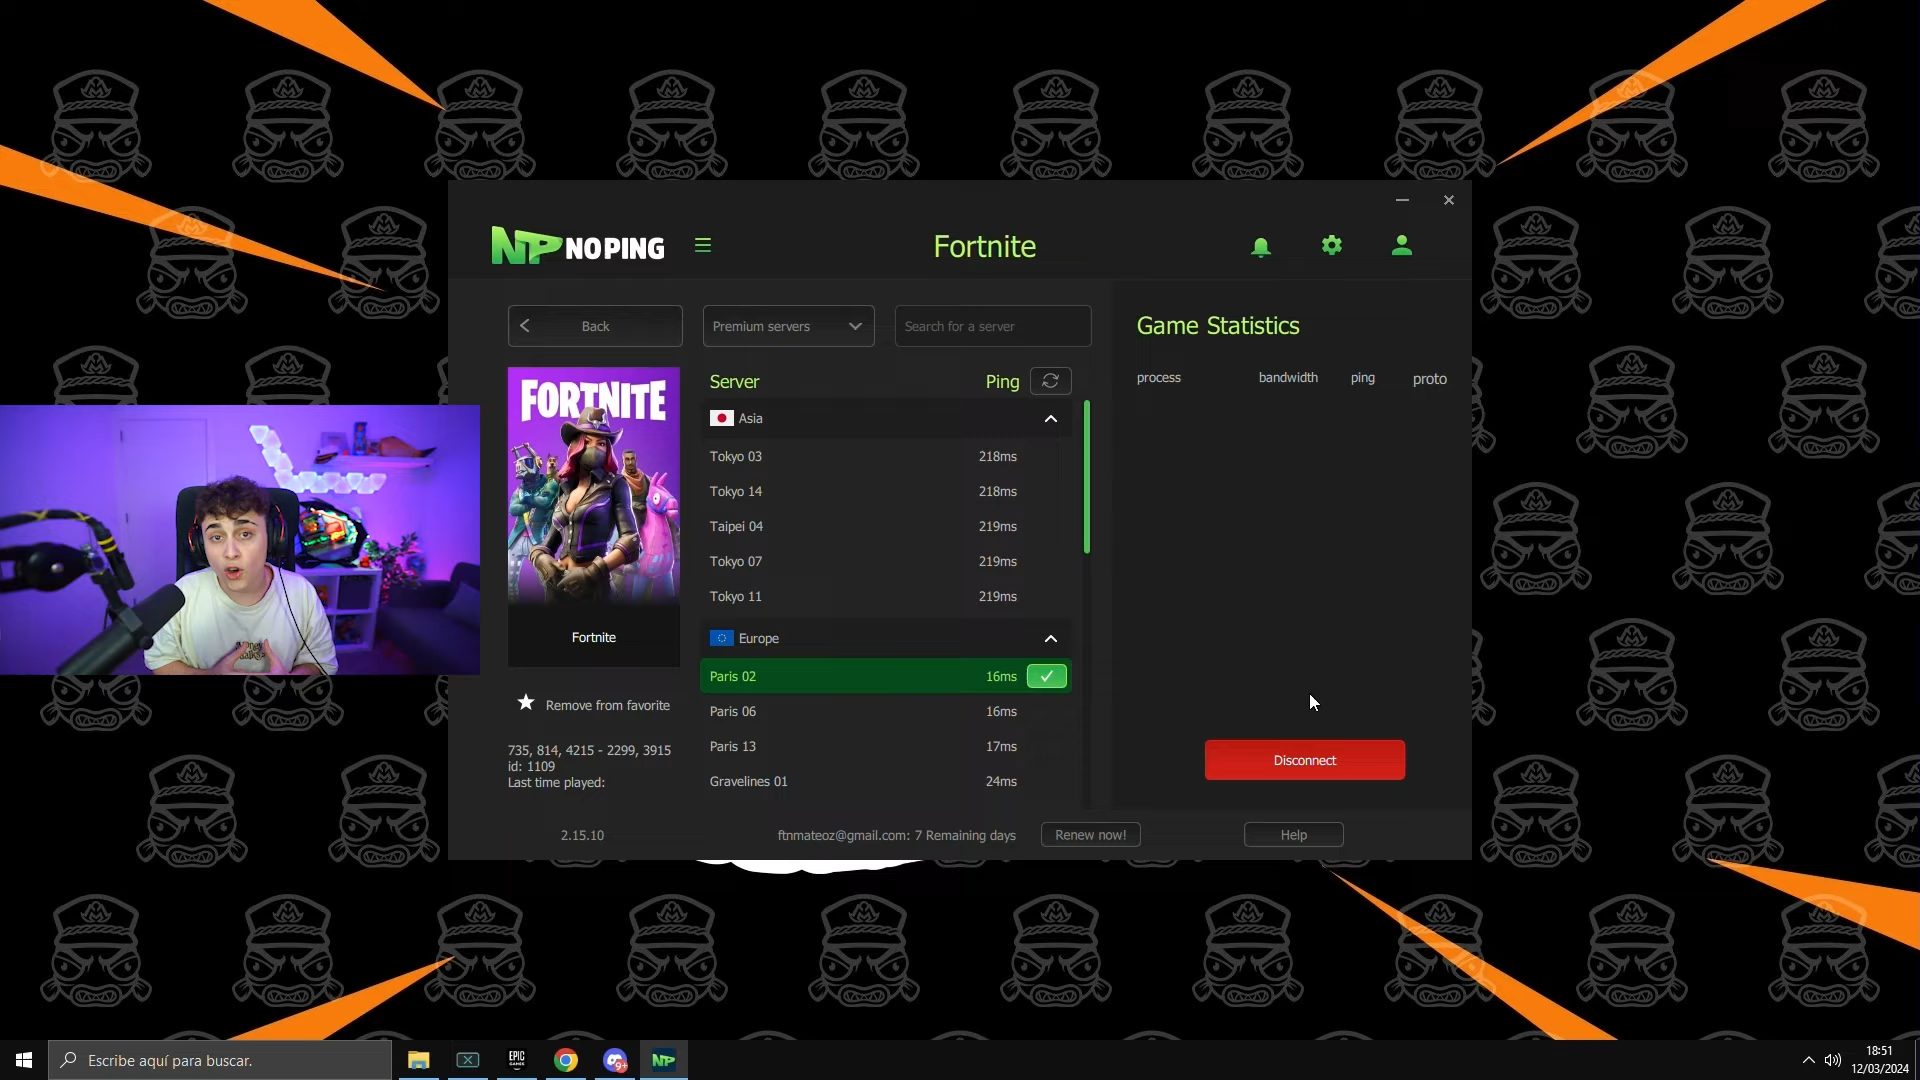 NP NOPING
Fortnite
Back
Premium servers
Search for a server
Game Statistics
process bandwidth ping proto
FORTNITE
Fortnite
Remove from favorite
735, 814, 4215 - 2299, 3915
id: 1109
Last time played:
Server Ping
Asia
Tokyo 03 218ms
Tokyo 14 218ms
Taipei 04 219ms
Tokyo 07 219ms
Tokyo 11 219ms
Europe
Paris 02 16ms
Paris 06 16ms
Paris 13 17ms
Gravelines 01 24ms
Disconnect
2.15.10
ftnmateoz@gmail.com: 7 Remaining days
Renew now!
Help
Escribe aquí para buscar.
EPIC
GAMES
9+
NP
18:51
12/03/2024